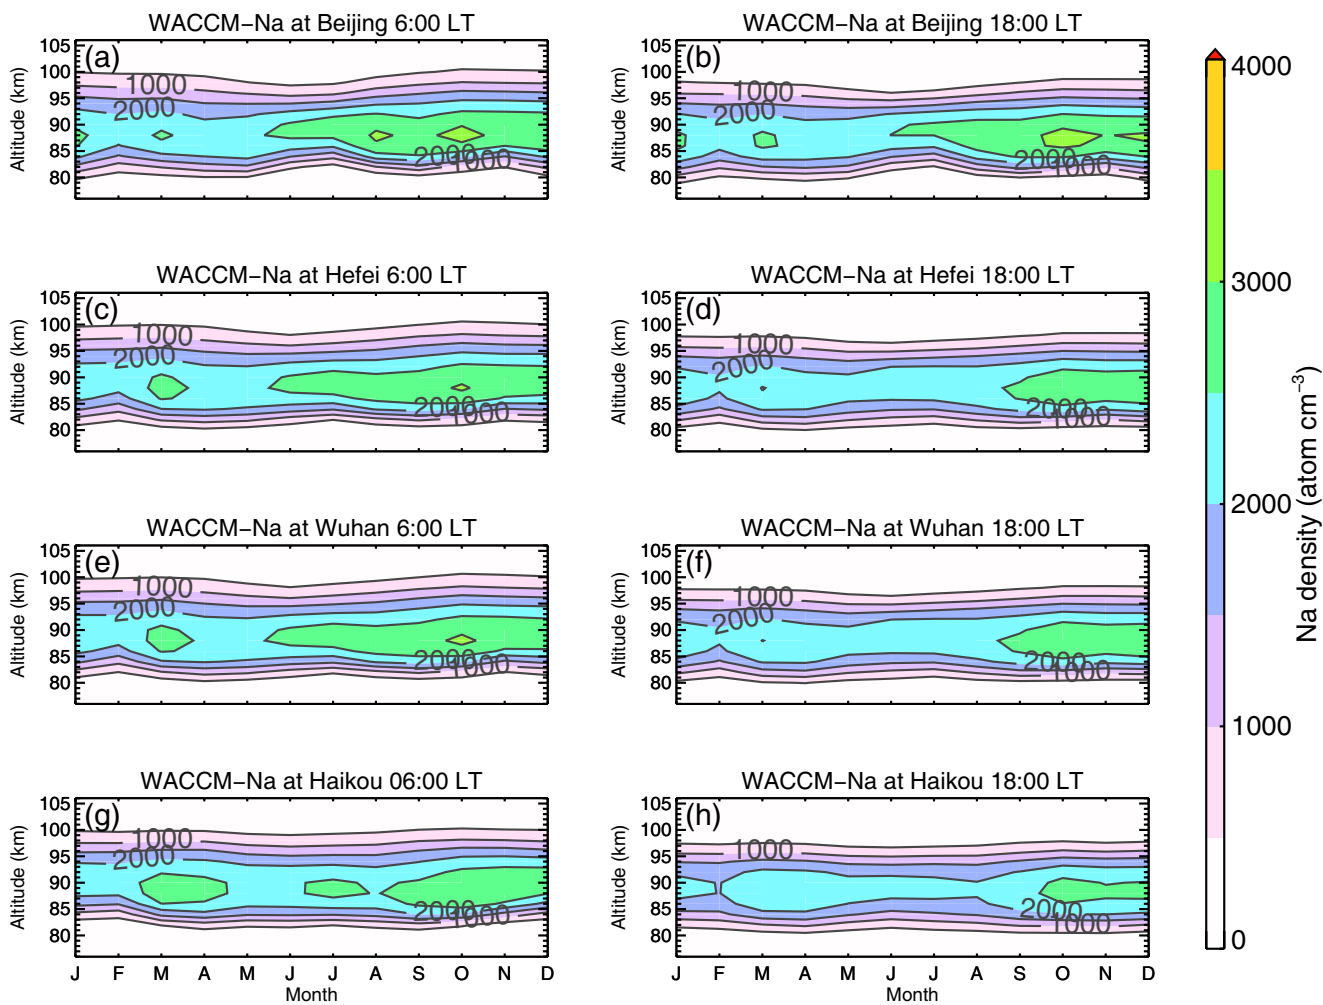 WACCM−Na at Beijing 6:00 LT
(a)
Altitude (km)
105
100
95
90
85
80
1000
2000
2000
1000
WACCM−Na at Beijing 18:00 LT
(b)
Altitude (km)
105
100
95
90
85
80
1000
2000
2000
1000
WACCM−Na at Hefei 6:00 LT
(c)
Altitude (km)
105
100
95
90
85
80
1000
2000
2000
1000
WACCM−Na at Hefei 18:00 LT
(d)
Altitude (km)
105
100
95
90
85
80
1000
2000
2000
1000
WACCM−Na at Wuhan 6:00 LT
(e)
Altitude (km)
105
100
95
90
85
80
1000
2000
2000
1000
WACCM−Na at Wuhan 18:00 LT
(f)
Altitude (km)
105
100
95
90
85
80
1000
2000
2000
1000
WACCM−Na at Haikou 06:00 LT
(g)
Altitude (km)
105
100
95
90
85
80
1000
2000
2000
1000
J F M A M J J A S O N D
Month
WACCM−Na at Haikou 18:00 LT
(h)
Altitude (km)
105
100
95
90
85
80
1000
2000
1000
J F M A M J J A S O N D
Month
4000
3000
2000
1000
0
Na density (atom cm⁻³)